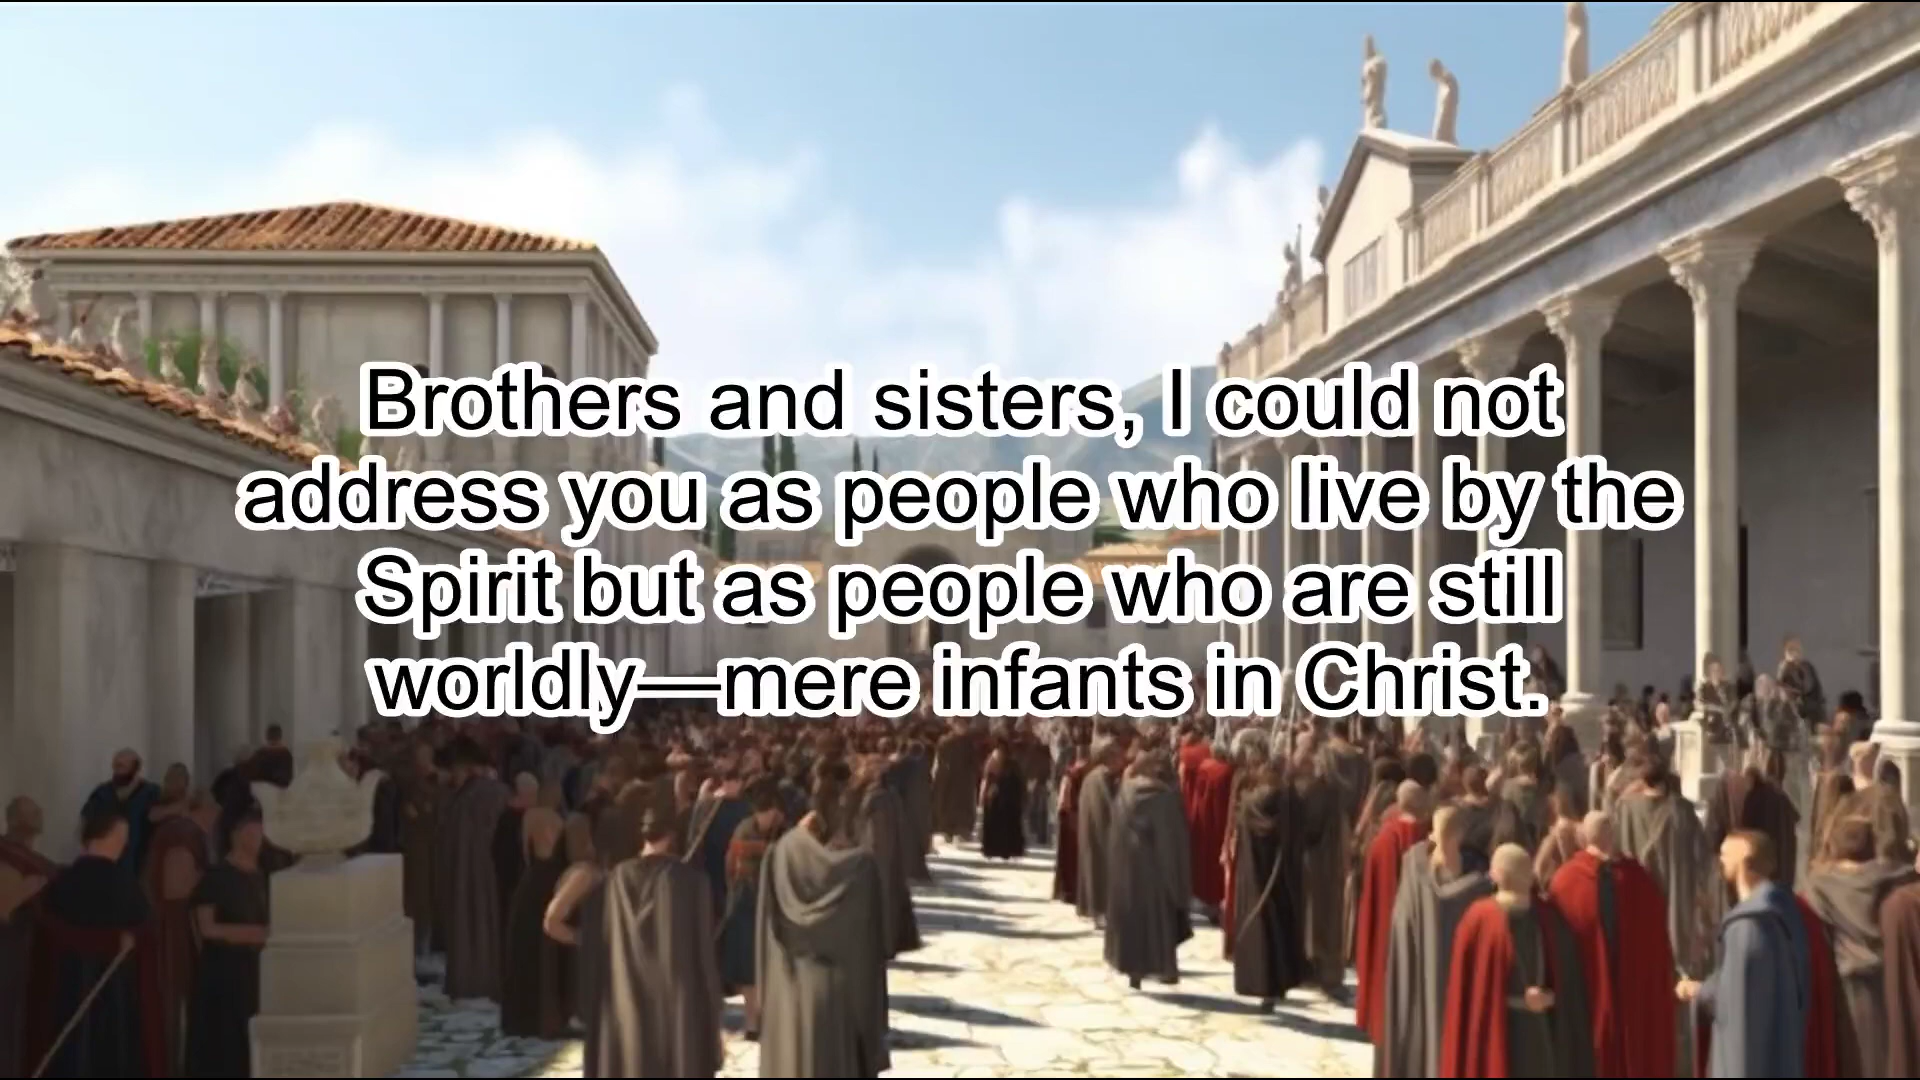 Brothers and sisters, I could not
address you as people who live by the
Spirit but as people who are still
worldly—mere infants in Christ.